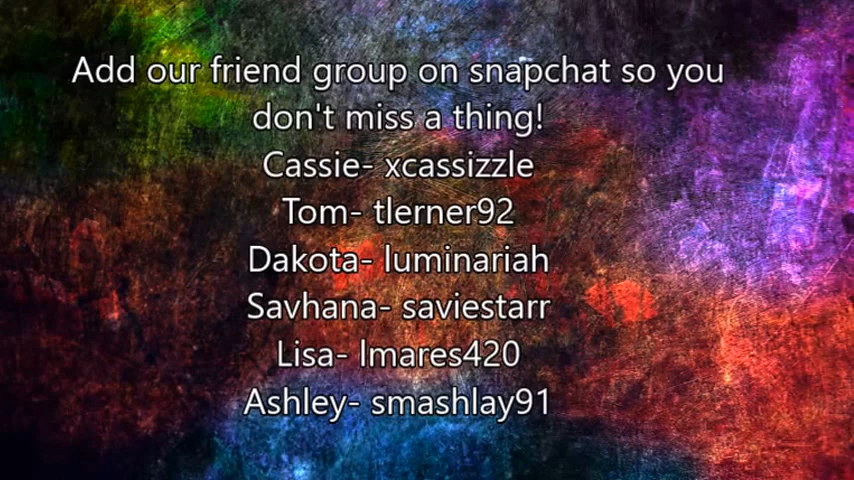 Add our friend group on snapchat so you
don't miss a thing!
Cassie- xcassizzle
Tom- tlerner92
Dakota- luminariah
Savhana- saviestarr
Lisa- lmares420
Ashley- smashlay91